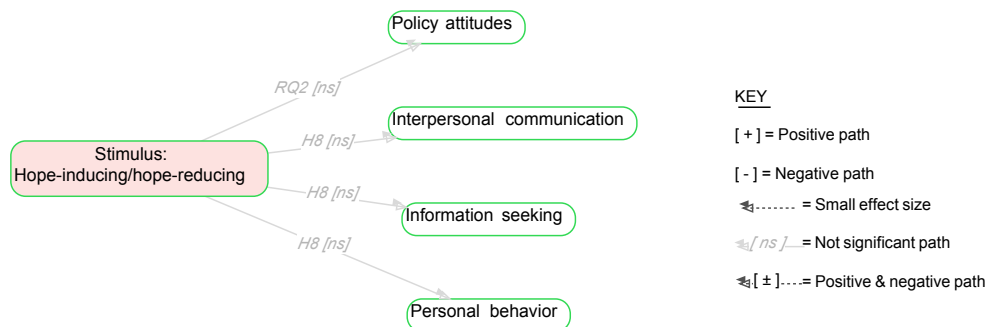 Policy attitudes
RQ2 [ns]
Interpersonal communication
H8 [ns]
Stimulus:
Hope-inducing/hope-reducing
H8 [ns]
Information seeking
H8 [ns]
Personal behavior
KEY
[ + ] = Positive path
[ - ] = Negative path
= Small effect size
[ ns ] = Not significant path
[ ± ] = Positive & negative path